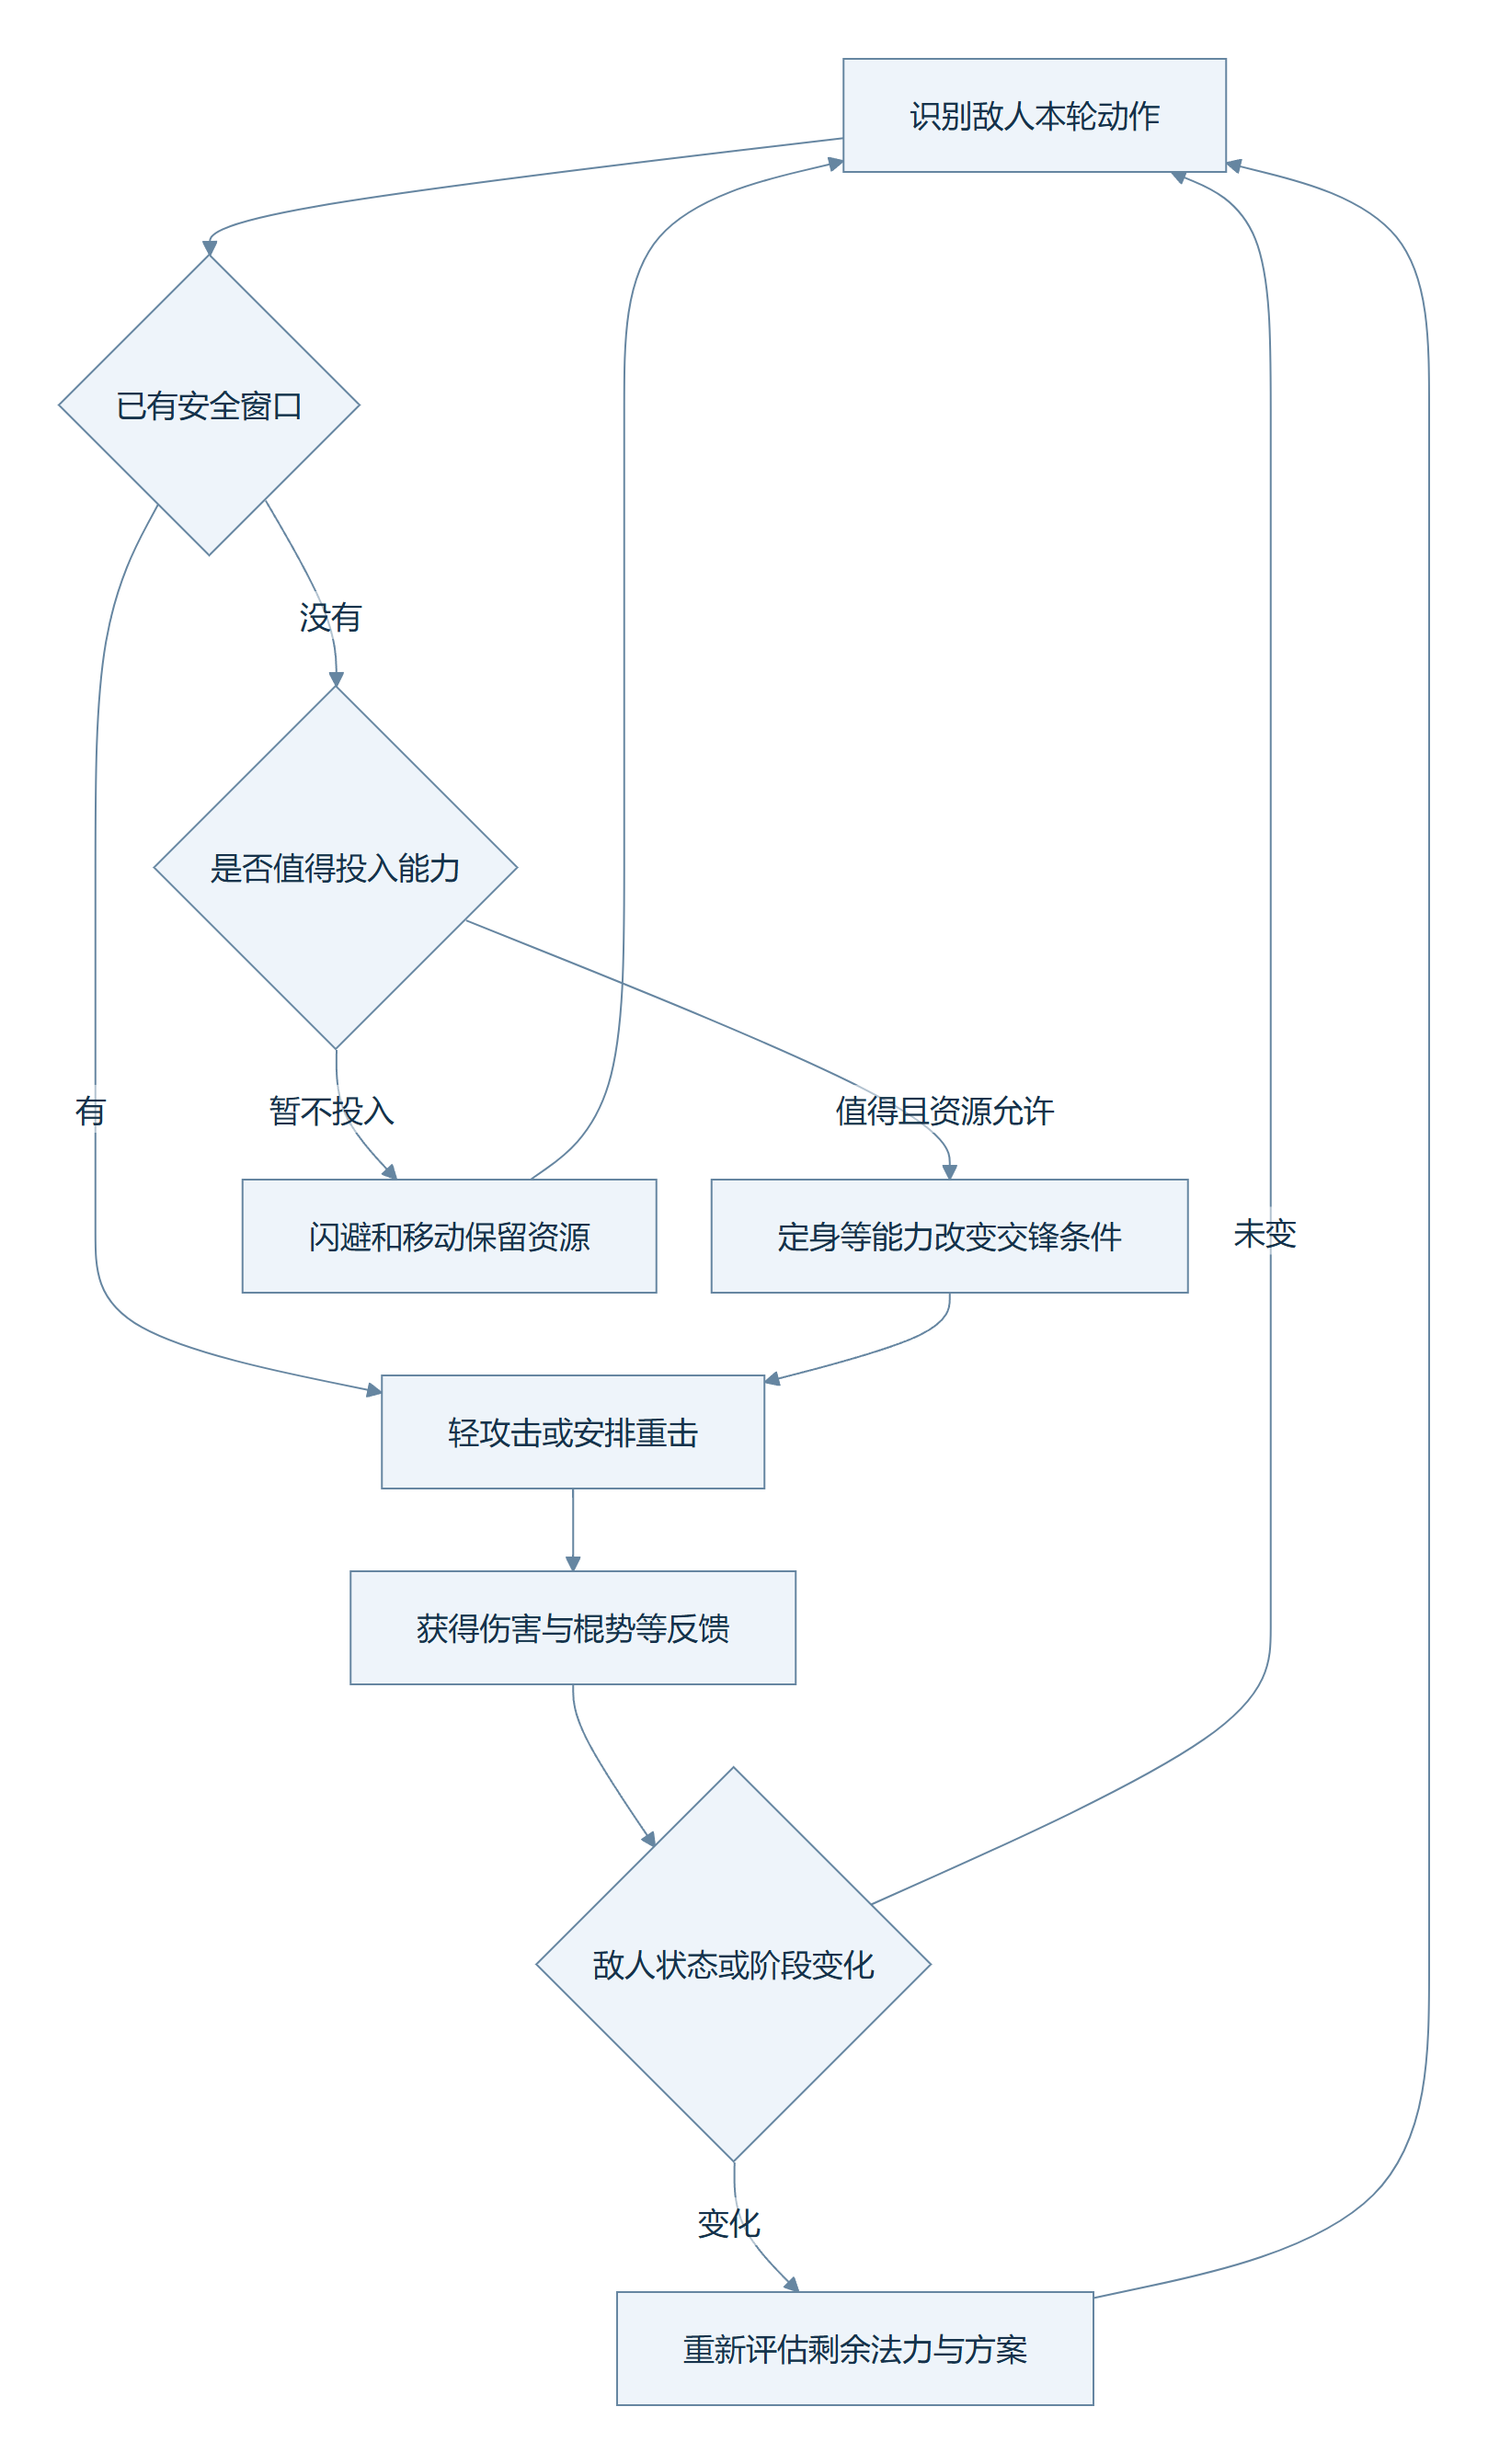 识别敌人本轮动作
已有安全窗口
没有
是否值得投入能力
有
暂不投入
值得且资源允许
闪避和移动保留资源
定身等能力改变交锋条件
未变
轻攻击或安排重击
获得伤害与棍势等反馈
敌人状态或阶段变化
变化
重新评估剩余法力与方案